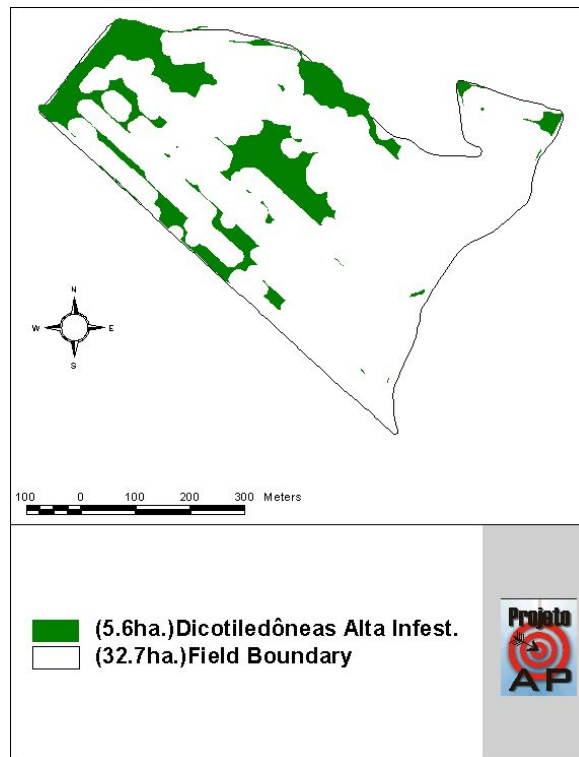 N
W E
S
100 0 100 200 300 Meters
(5.6ha.)Dicotiledôneas Alta Infest.
(32.7ha.)Field Boundary
Projeto
AP